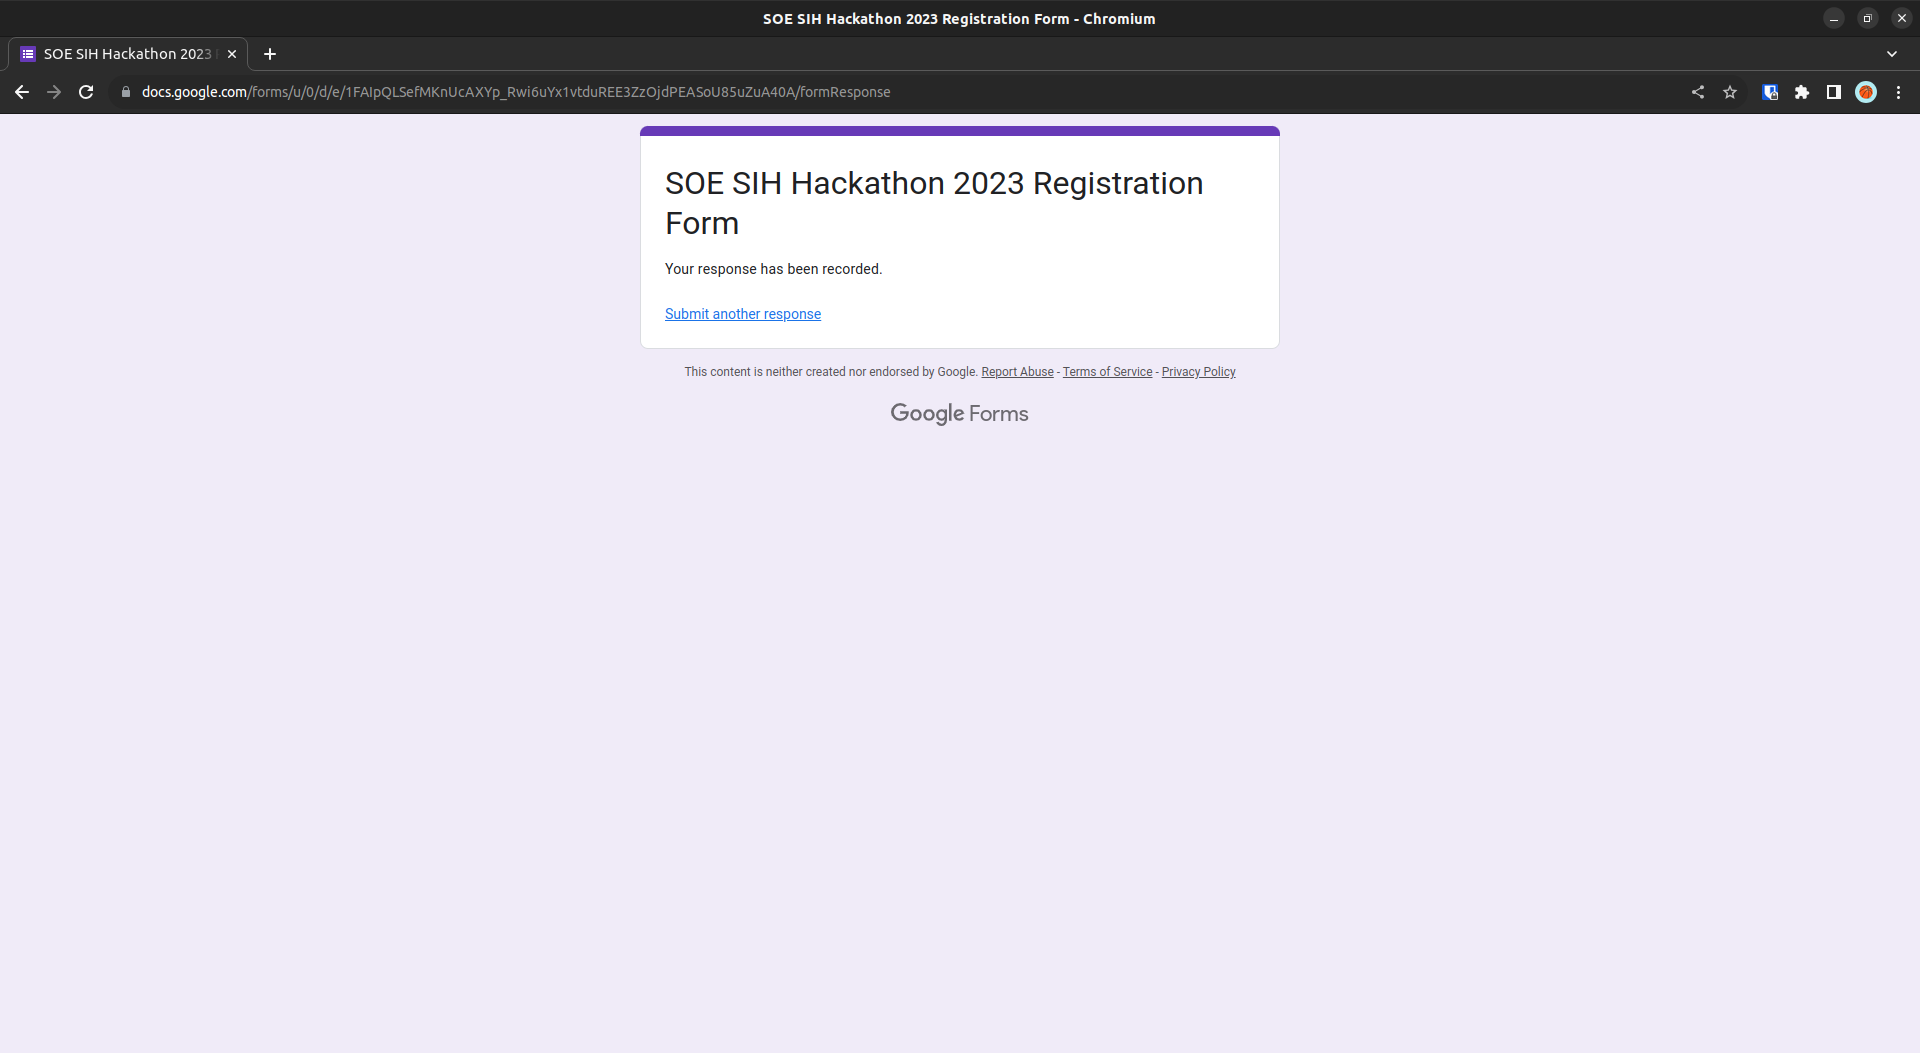 SOE SIH Hackathon 2023 Registration Form - Chromium
SOE SIH Hackathon 2023
docs.google.com/forms/u/0/d/e/1FAIpQLSefMKnUcAXYp_Rwi6uYx1vtduREE3ZzOjdPEASoU85uZuA40A/formResponse
SOE SIH Hackathon 2023 Registration
Form
Your response has been recorded.
Submit another response
This content is neither created nor endorsed by Google. Report Abuse - Terms of Service - Privacy Policy
Google Forms